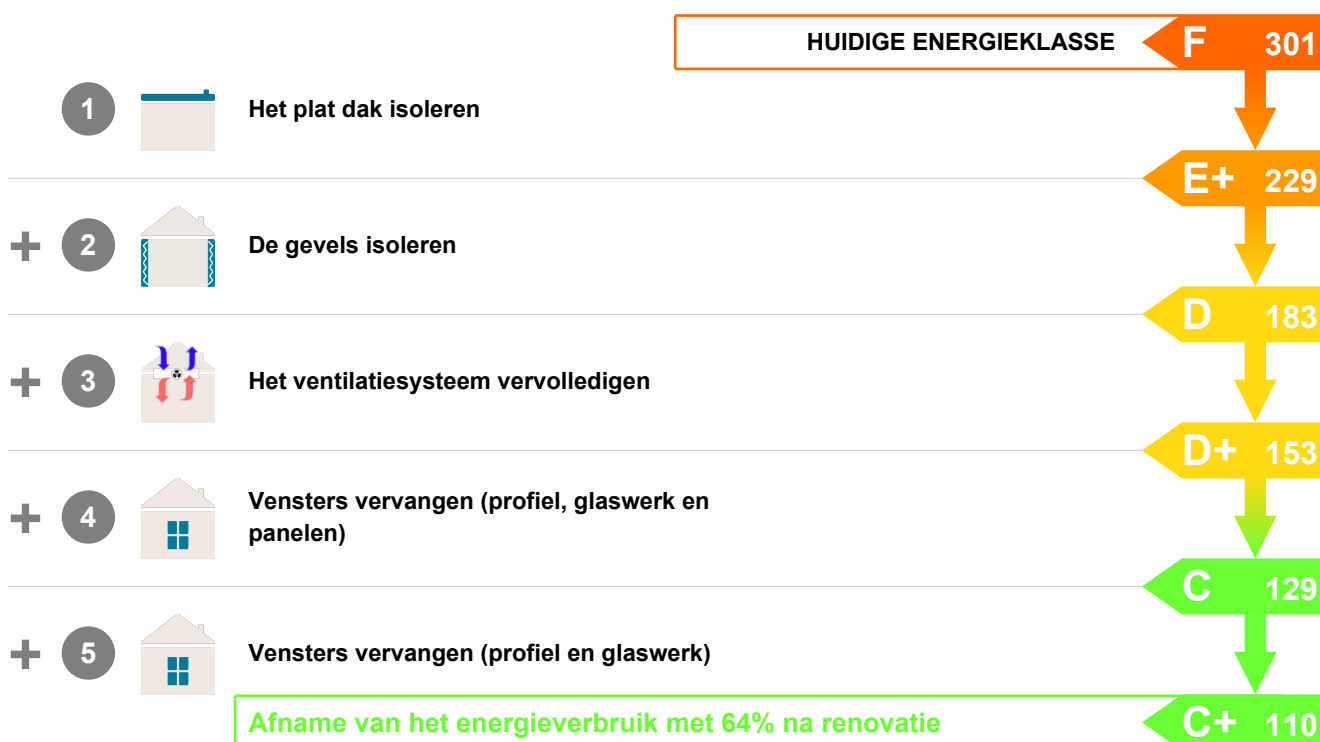 HUIDIGE ENERGIEKLASSE F 301
1 Het plat dak isoleren
E+ 229
+ 2 De gevels isoleren
D 183
+ 3 Het ventilatiesysteem vervolledigen
D+ 153
+ 4 Vensters vervangen (profiel, glaswerk en
panelen)
C 129
+ 5 Vensters vervangen (profiel en glaswerk)
Afname van het energieverbruik met 64% na renovatie C+ 110